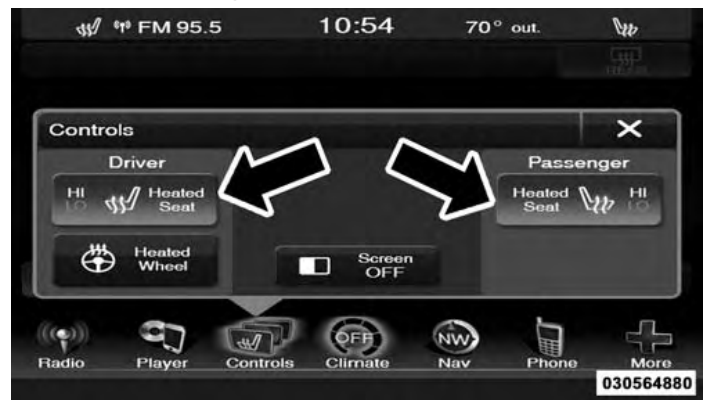 FM 95.5 10:54 70° out.
REAR
Controls X
Driver Passenger
HI LO Heated Seat
Heated Seat HI LO
Heated Wheel
Screen OFF
OFF NW
Radio Player Controls Climate Nav Phone More
030564880